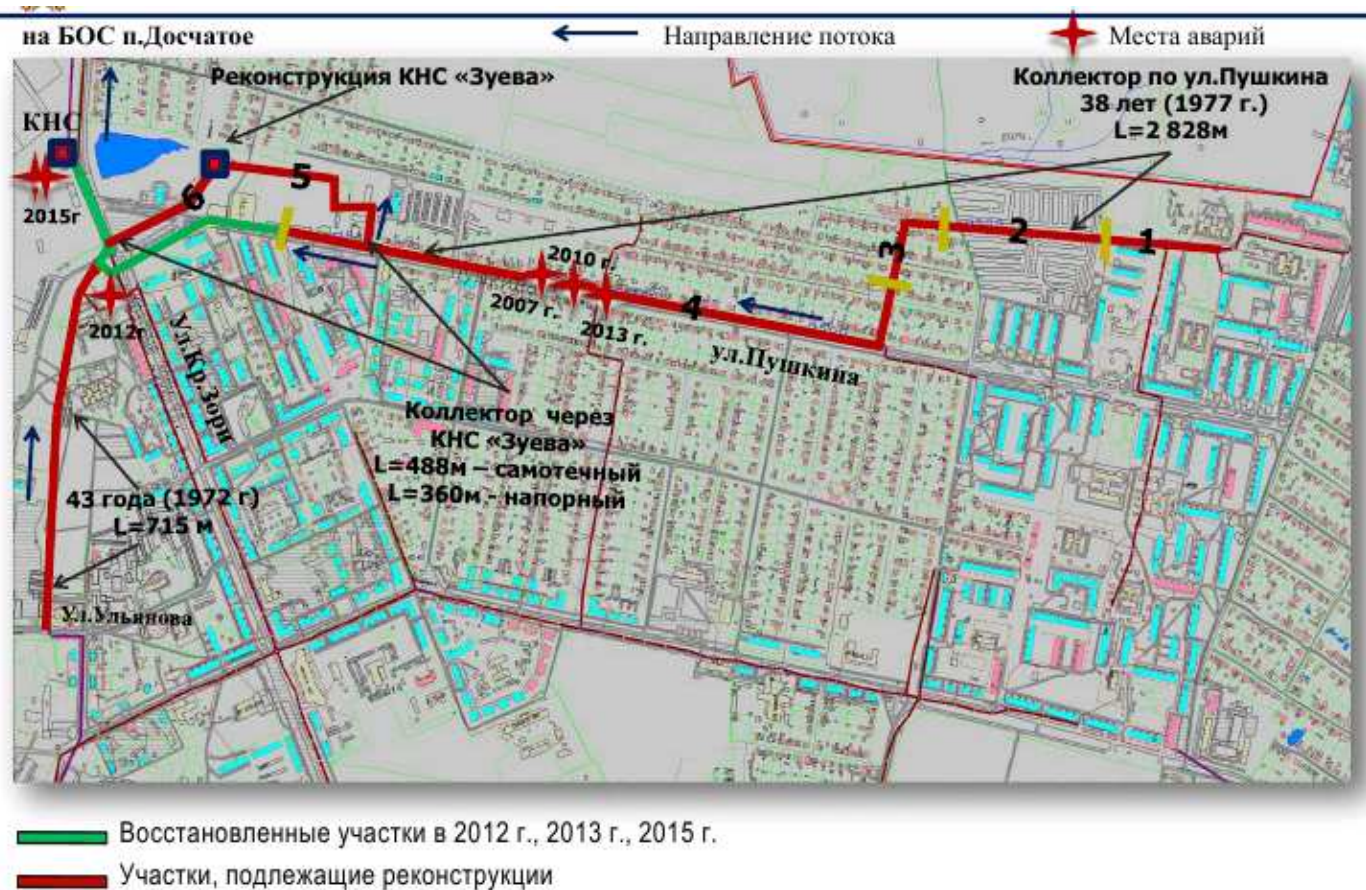 на БОС п.Досчатое
Направление потока
Места аварий
Реконструкция КНС «Зуева»
Коллектор по ул.Пушкина
38 лет (1977 г.)
L=2 828м
КНС
5
6
2015г
2
1
3
2010 г.
2007 г.
2013 г.
4
2012г
Ул.Кр.Зори
ул.Пушкина
Коллектор через
КНС «Зуева»
L=488м – самотечный
L=360м - напорный
43 года (1972 г)
L=715 м
Ул.Ульянова
Восстановленные участки в 2012 г., 2013 г., 2015 г.
Участки, подлежащие реконструкции